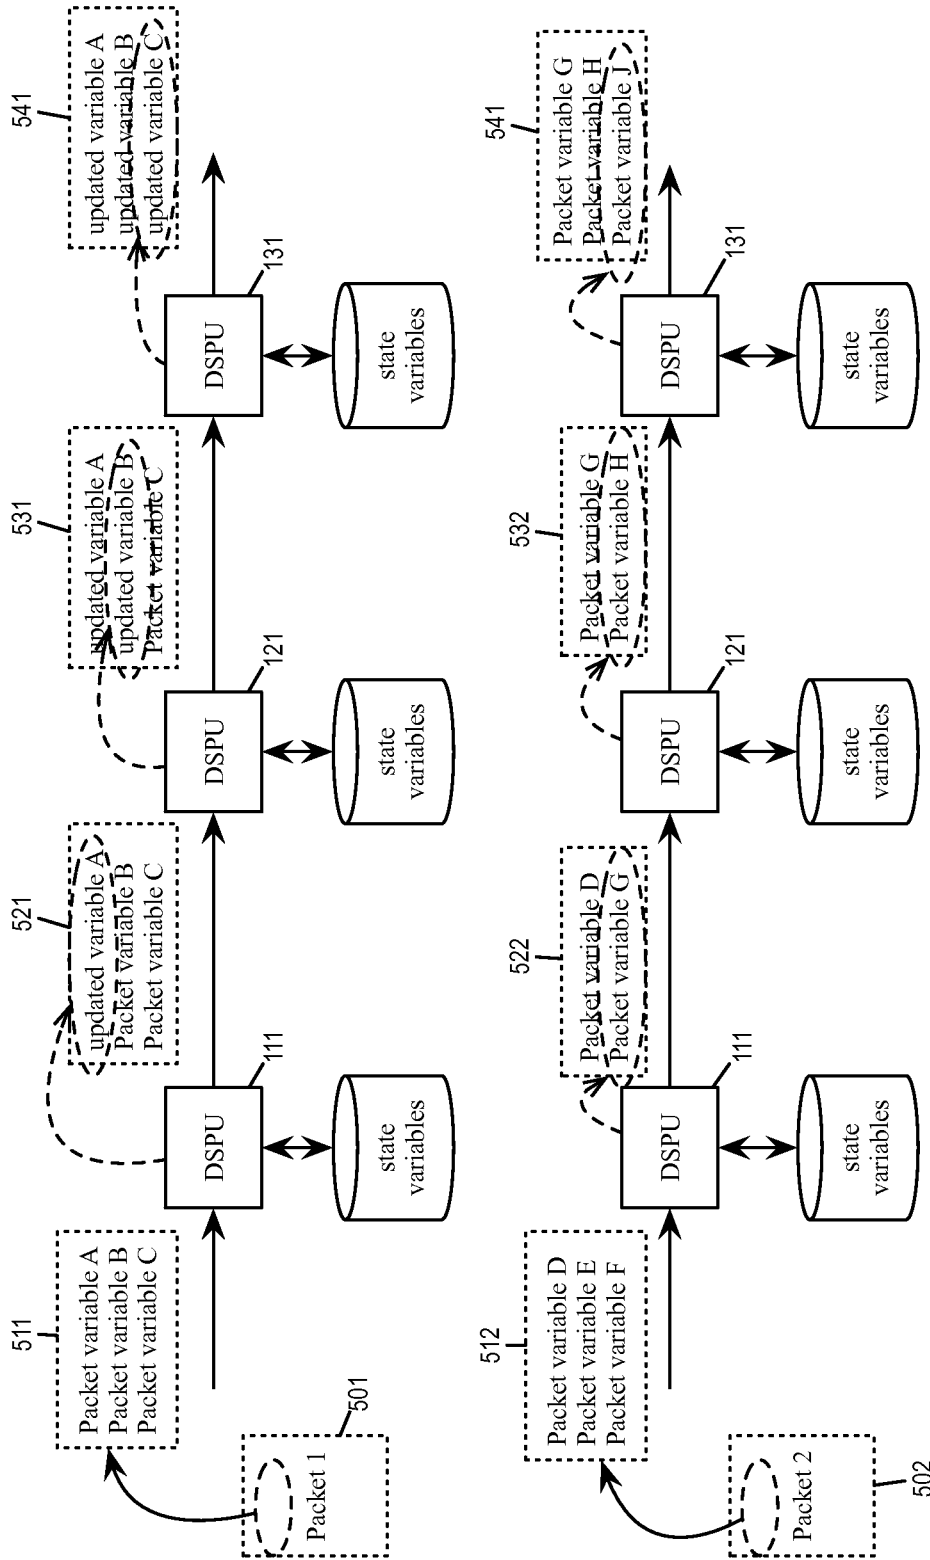 501
Packet 1
511
Packet variable A
Packet variable B
Packet variable C
DSPU
111
state
variables
521
updated variable A
Packet variable B
Packet variable C
DSPU
121
state
variables
531
updated variable A
updated variable B
Packet variable C
DSPU
131
state
variables
541
updated variable A
updated variable B
updated variable C
502
Packet 2
512
Packet variable D
Packet variable E
Packet variable F
DSPU
111
state
variables
522
Packet variable D
Packet variable G
DSPU
121
state
variables
532
Packet variable G
Packet variable H
DSPU
131
state
variables
541
Packet variable G
Packet variable H
Packet variable J